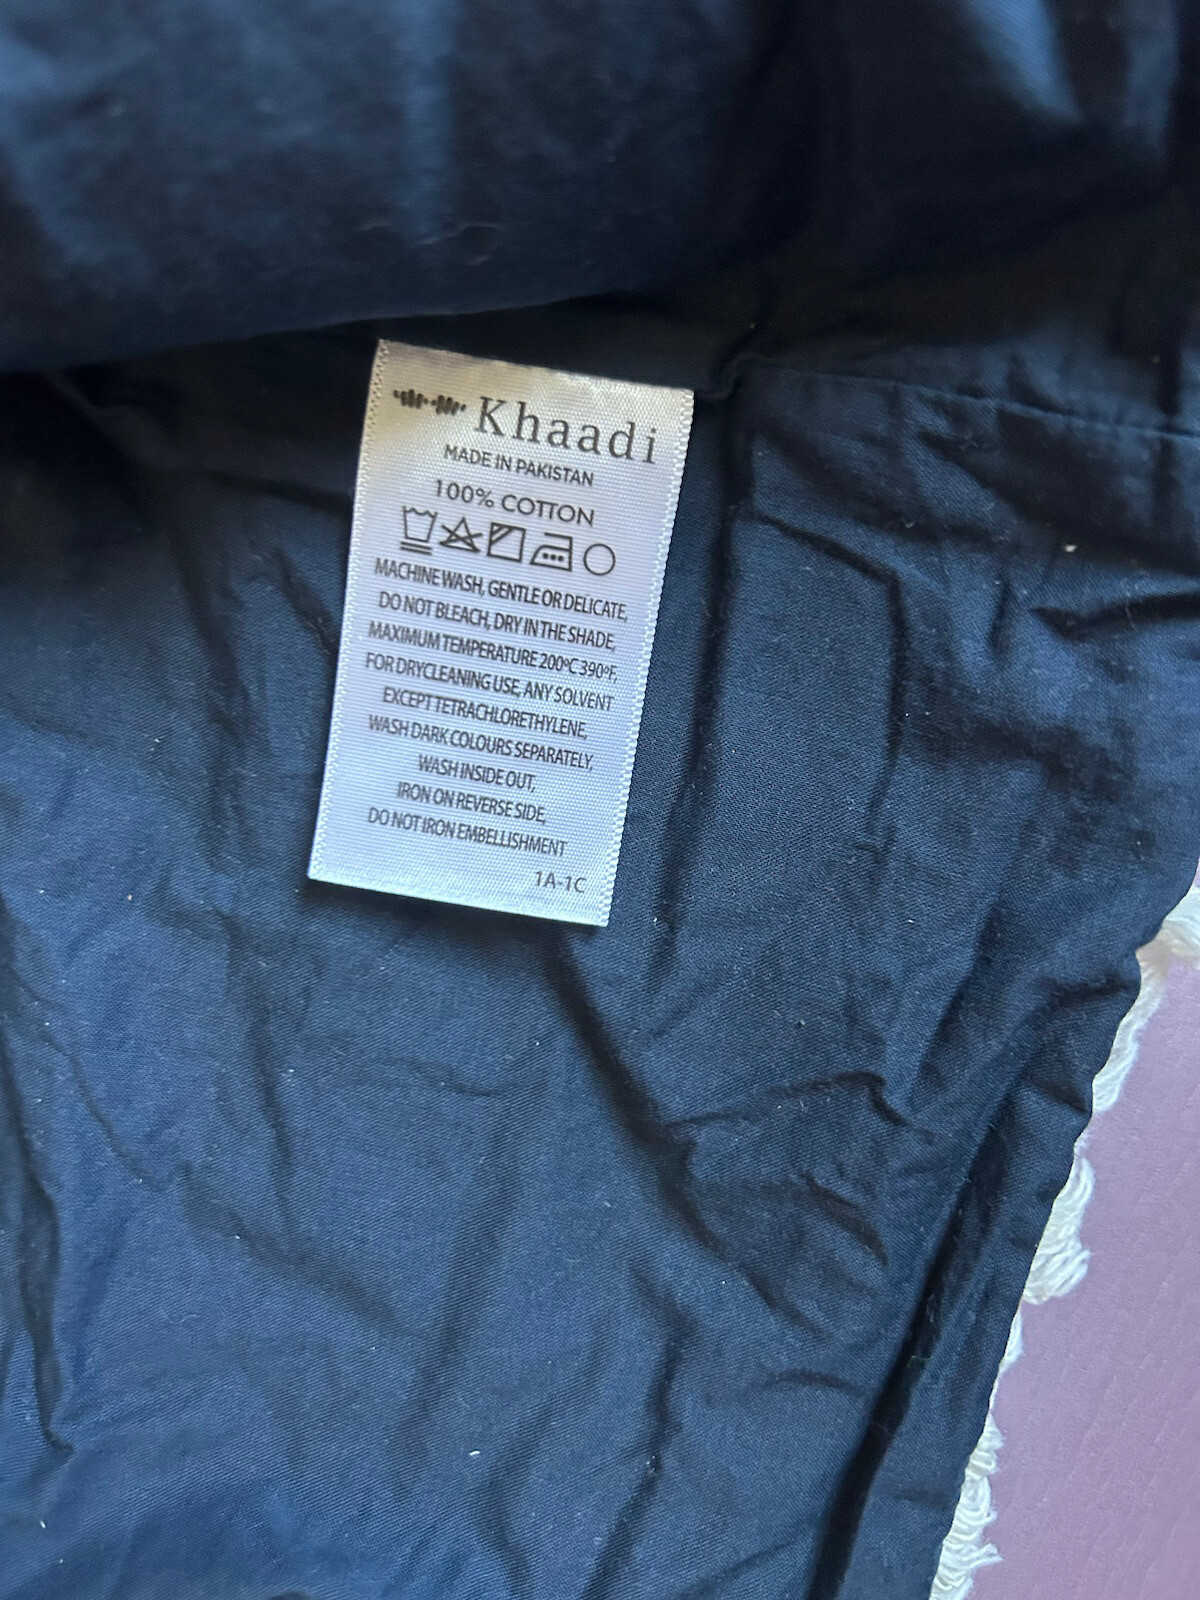 Khaadi
MADE IN PAKISTAN
100% COTTON
MACHINE WASH, GENTLE OR DELICATE,
DO NOT BLEACH, DRY IN THE SHADE,
MAXIMUM TEMPERATURE 200°C 390°F,
FOR DRYCLEANING USE, ANY SOLVENT
EXCEPT TETRACHLORETHYLENE,
WASH DARK COLOURS SEPARATELY,
WASH INSIDE OUT,
IRON ON REVERSE SIDE,
DO NOT IRON EMBELLISHMENT
1A-1C